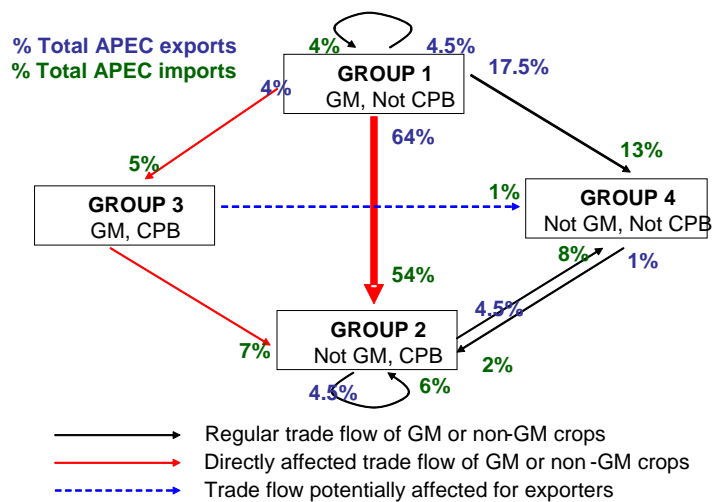 % Total APEC exports
% Total APEC imports
4%
4.5%
GROUP 1
GM, Not CPB
17.5%
4%
64%
13%
5%
GROUP 3
GM, CPB
1%
GROUP 4
Not GM, Not CPB
54%
8%
1%
4.5%
GROUP 2
Not GM, CPB
7%
2%
4.5%
6%
Regular trade flow of GM or non-GM crops
Directly affected trade flow of GM or non -GM crops
Trade flow potentially affected for exporters